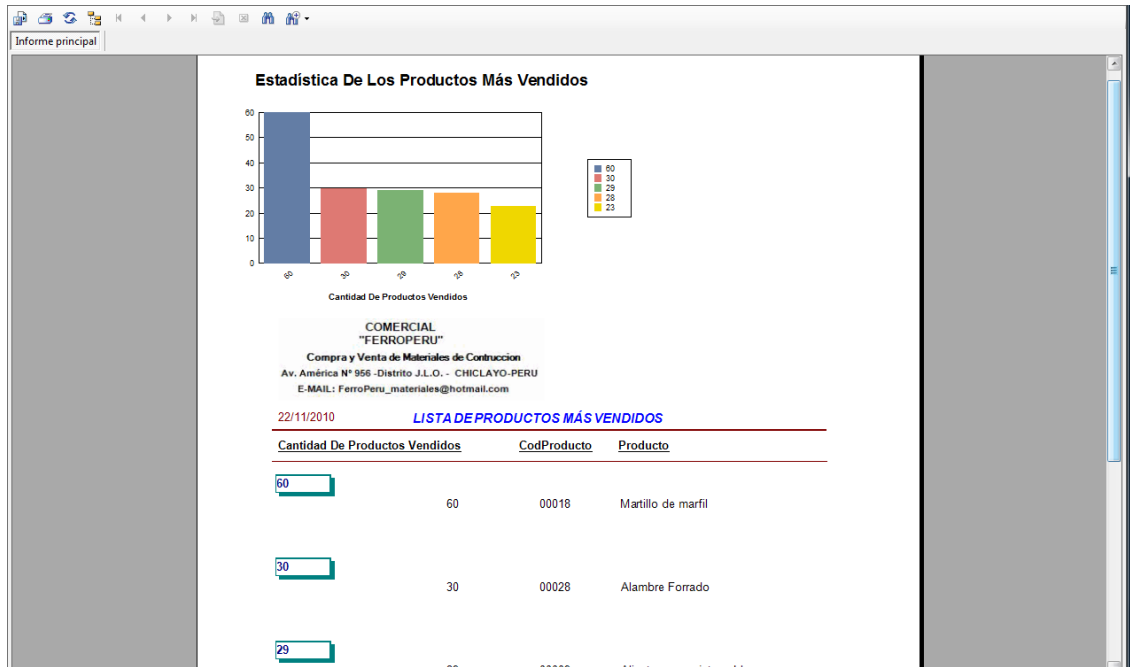 Informe principal
Estadística De Los Productos Más Vendidos
60
50
40
30
20
10
0
60
30
29
28
23
60
30
29
28
23
Cantidad De Productos Vendidos
COMERCIAL
"FERROPERU"
Compra y Venta de Materiales de Contruccion
Av. América Nº 956 -Distrito J.L.O. - CHICLAYO-PERU
E-MAIL: FerroPeru_materiales@hotmail.com
22/11/2010 LISTA DE PRODUCTOS MÁS VENDIDOS
Cantidad De Productos Vendidos CodProducto Producto
60
60 00018 Martillo de marfil
30
30 00028 Alambre Forrado
29